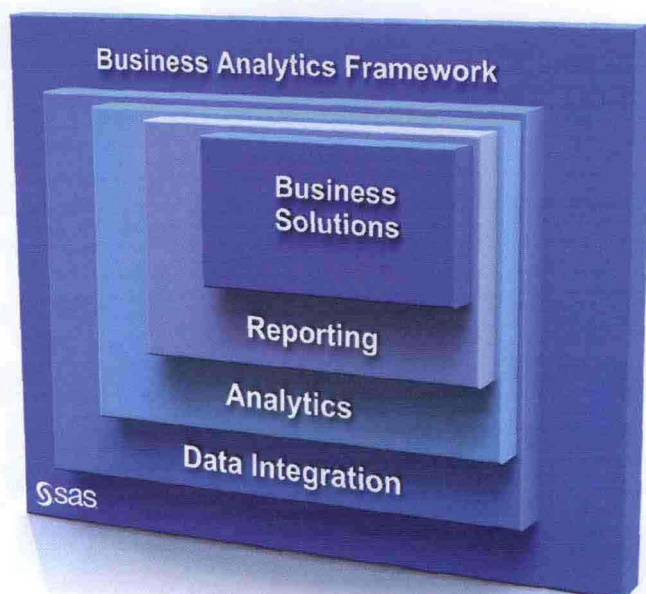 Business Analytics Framework
Business
Solutions
Reporting
Analytics
Data Integration
sas